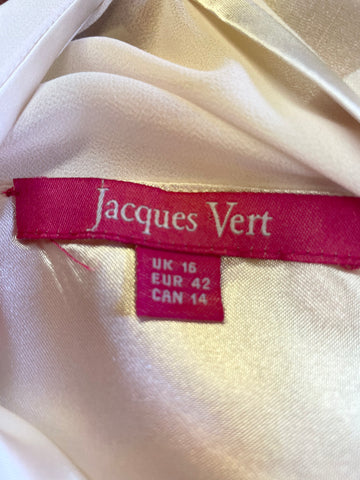 Jacques Vert
UK 16
EUR 42
CAN 14